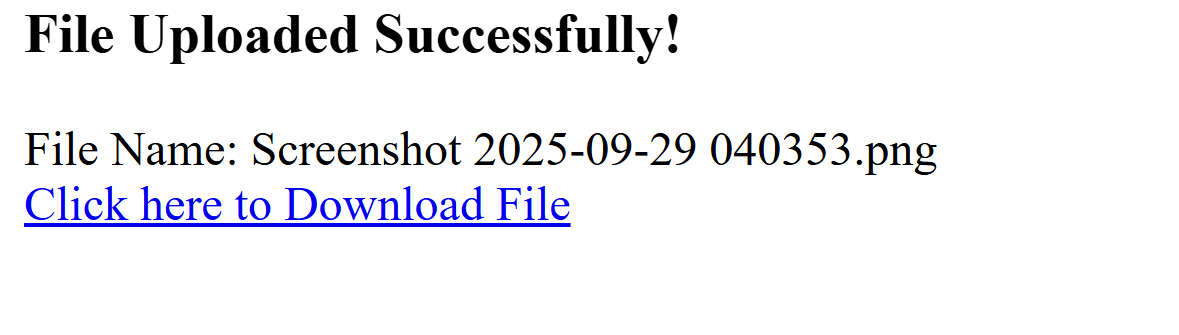 File Uploaded Successfully!
File Name: Screenshot 2025-09-29 040353.png
Click here to Download File